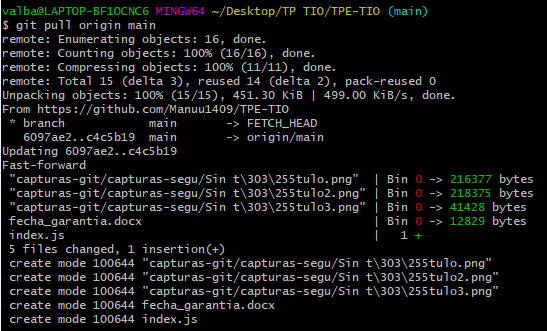 valba@LAPTOP-BF1OCNC6 MINGW64 ~/Desktop/TP TIO/TPE-TIO (main)
$ git pull origin main
remote: Enumerating objects: 16, done.
remote: Counting objects: 100% (16/16), done.
remote: Compressing objects: 100% (11/11), done.
remote: Total 15 (delta 3), reused 14 (delta 2), pack-reused 0
Unpacking objects: 100% (15/15), 451.30 KiB | 499.00 KiB/s, done.
From https://github.com/Manuu1409/TPE-TIO
 * branch            main       -> FETCH_HEAD
   6097ae2..c4c5b19  main       -> origin/main
Updating 6097ae2..c4c5b19
Fast-forward
 "capturas-git/capturas-segu/Sin t\303\255tulo.png"  | Bin 0 -> 216377 bytes
 "capturas-git/capturas-segu/Sin t\303\255tulo2.png" | Bin 0 -> 218375 bytes
 "capturas-git/capturas-segu/Sin t\303\255tulo3.png" | Bin 0 -> 41428 bytes
 fecha_garantia.docx                                 | Bin 0 -> 12829 bytes
 index.js                                            |   1 +
 5 files changed, 1 insertion(+)
 create mode 100644 "capturas-git/capturas-segu/Sin t\303\255tulo.png"
 create mode 100644 "capturas-git/capturas-segu/Sin t\303\255tulo2.png"
 create mode 100644 "capturas-git/capturas-segu/Sin t\303\255tulo3.png"
 create mode 100644 fecha_garantia.docx
 create mode 100644 index.js